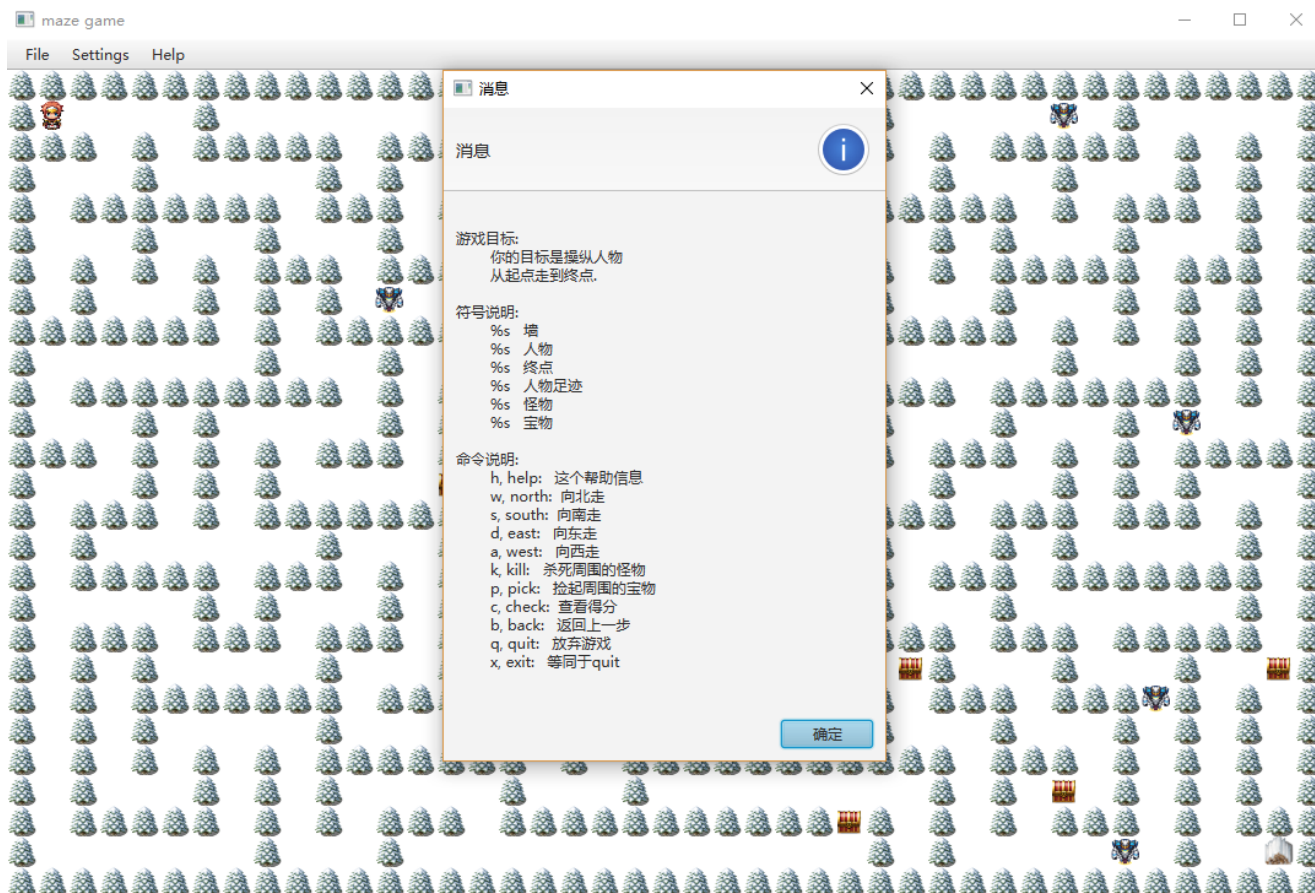 maze game
File Settings Help
消息
消息
游戏目标:
你的目标是操纵人物
从起点走到终点.
符号说明:
%s 墙
%s 人物
%s 终点
%s 人物足迹
%s 怪物
%s 宝物
命令说明:
h, help: 这个帮助信息
w, north: 向北走
s, south: 向南走
d, east: 向东走
a, west: 向西走
k, kill: 杀死周围的怪物
p, pick: 捡起周围的宝物
c, check: 查看得分
b, back: 返回上一步
q, quit: 放弃游戏
x, exit: 等同于quit
确定